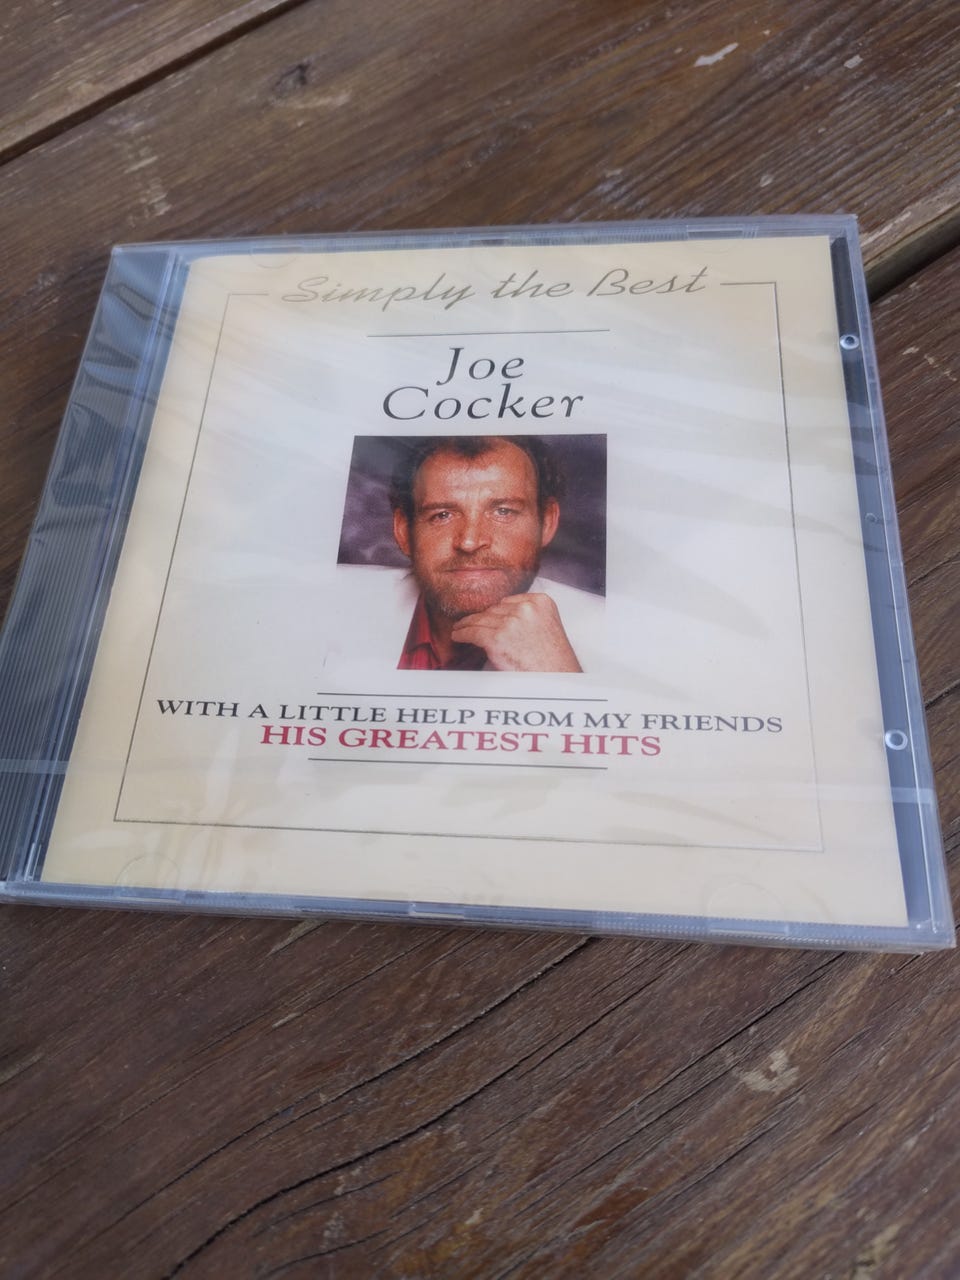 Simply the Best
Joe
Cocker
WITH A LITTLE HELP FROM MY FRIENDS
HIS GREATEST HITS